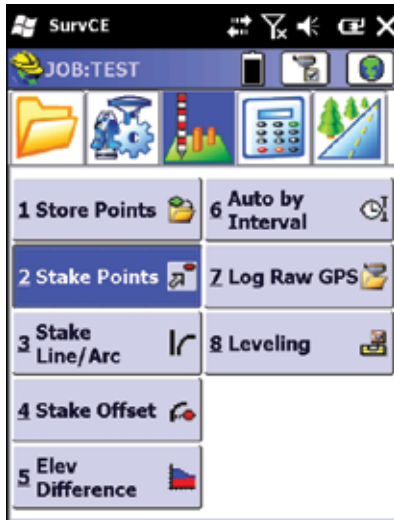 SurvCE
JOB:TEST
1 Store Points
2 Stake Points
3 Stake
Line/Arc
4 Stake Offset
5 Elev
Difference
6 Auto by
Interval
7 Log Raw GPS
8 Leveling